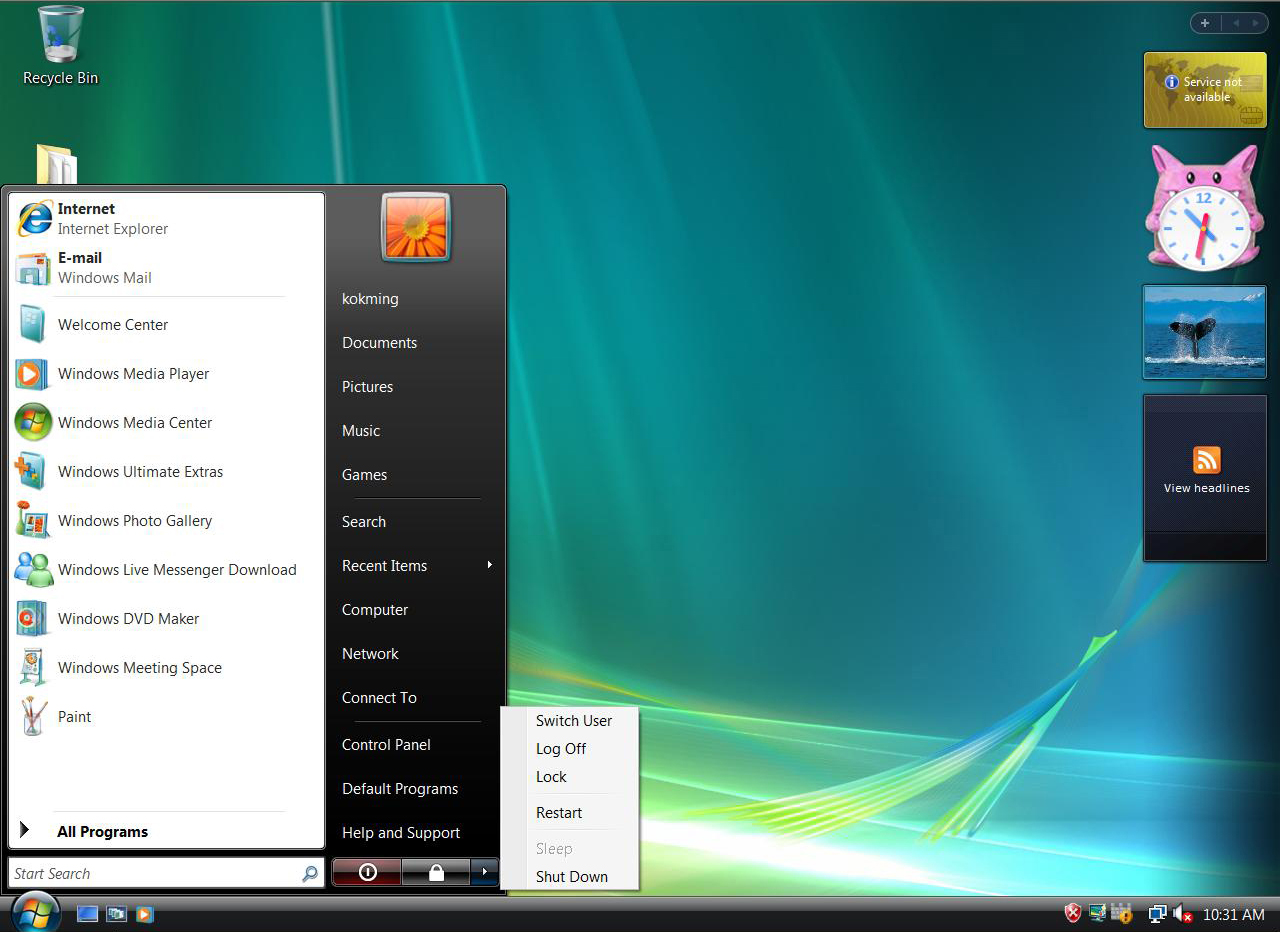 Recycle Bin
Service not
available
12
View headlines
Internet
Internet Explorer
E-mail
Windows Mail
Welcome Center
Windows Media Player
Windows Media Center
Windows Ultimate Extras
Windows Photo Gallery
Windows Live Messenger Download
Windows DVD Maker
Windows Meeting Space
Paint
All Programs
Start Search
kokming
Documents
Pictures
Music
Games
Search
Recent Items
Computer
Network
Connect To
Control Panel
Default Programs
Help and Support
Switch User
Log Off
Lock
Restart
Sleep
Shut Down
10:31 AM